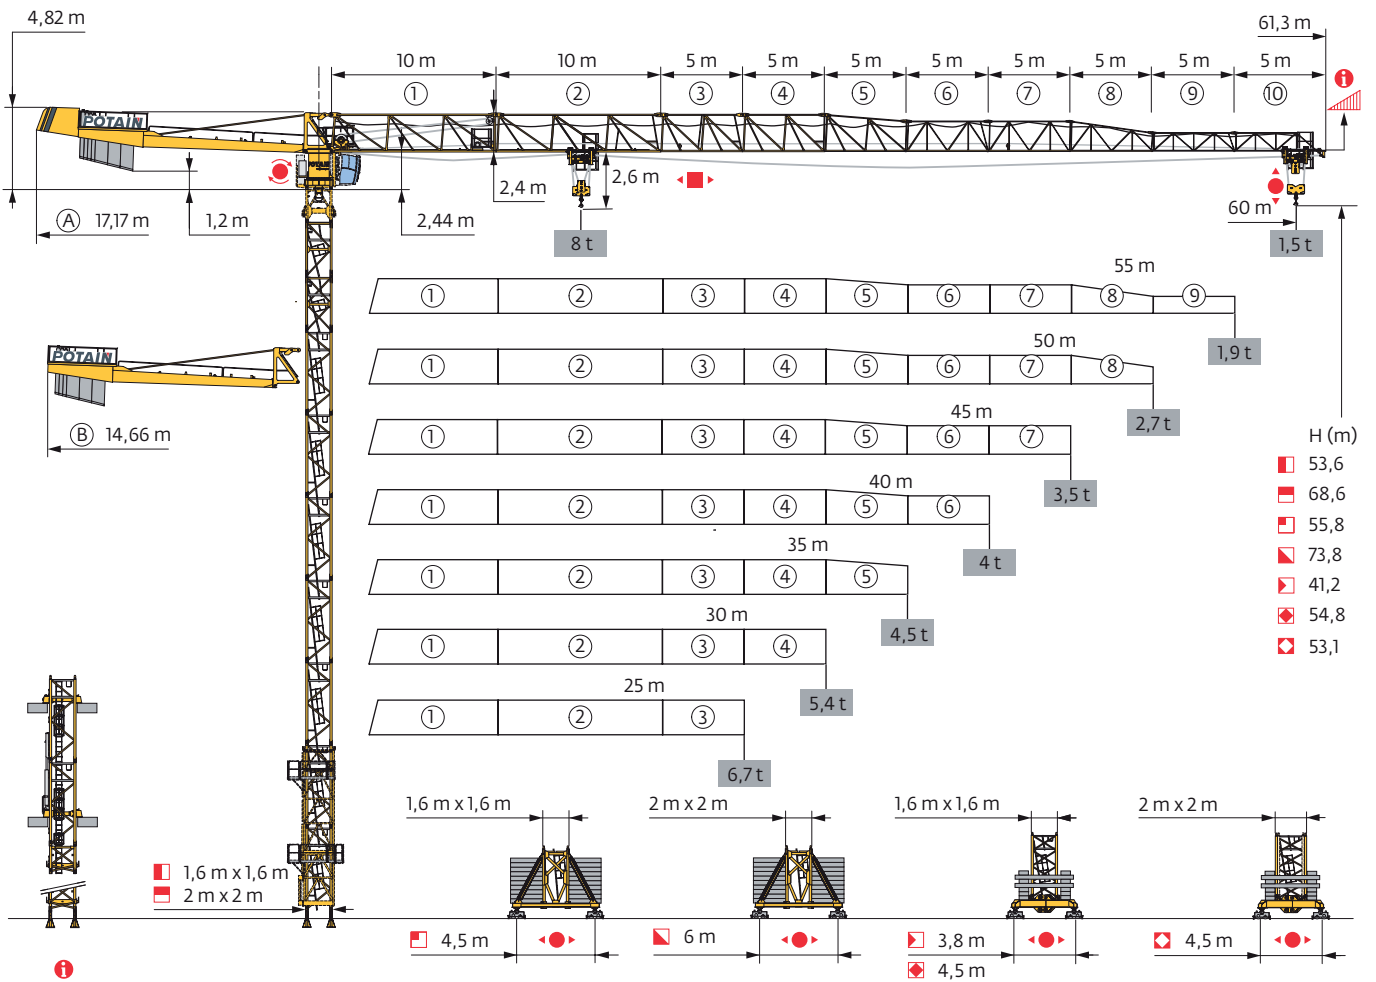 4,82 m
61,3 m
10 m 10 m 5 m 5 m 5 m 5 m 5 m 5 m 5 m 5 m
1 2 3 4 5 6 7 8 9 10
i
POTAIN
POTAIN
2,4 m
2,6 m
A 17,17 m
1,2 m
2,44 m
60 m
8 t
1,5 t
55 m
1 2 3 4 5 6 7 8 9
1,9 t
POTAIN
50 m
1 2 3 4 5 6 7 8
2,7 t
B 14,66 m
45 m
1 2 3 4 5 6 7
3,5 t
H (m)
53,6
68,6
55,8
73,8
41,2
54,8
53,1
40 m
1 2 3 4 5 6
4 t
35 m
1 2 3 4 5
4,5 t
30 m
1 2 3 4
5,4 t
25 m
1 2 3
6,7 t
1,6 m x 1,6 m
2 m x 2 m
1,6 m x 1,6 m
2 m x 2 m
1,6 m x 1,6 m
2 m x 2 m
4,5 m
6 m
3,8 m
4,5 m
4,5 m
i